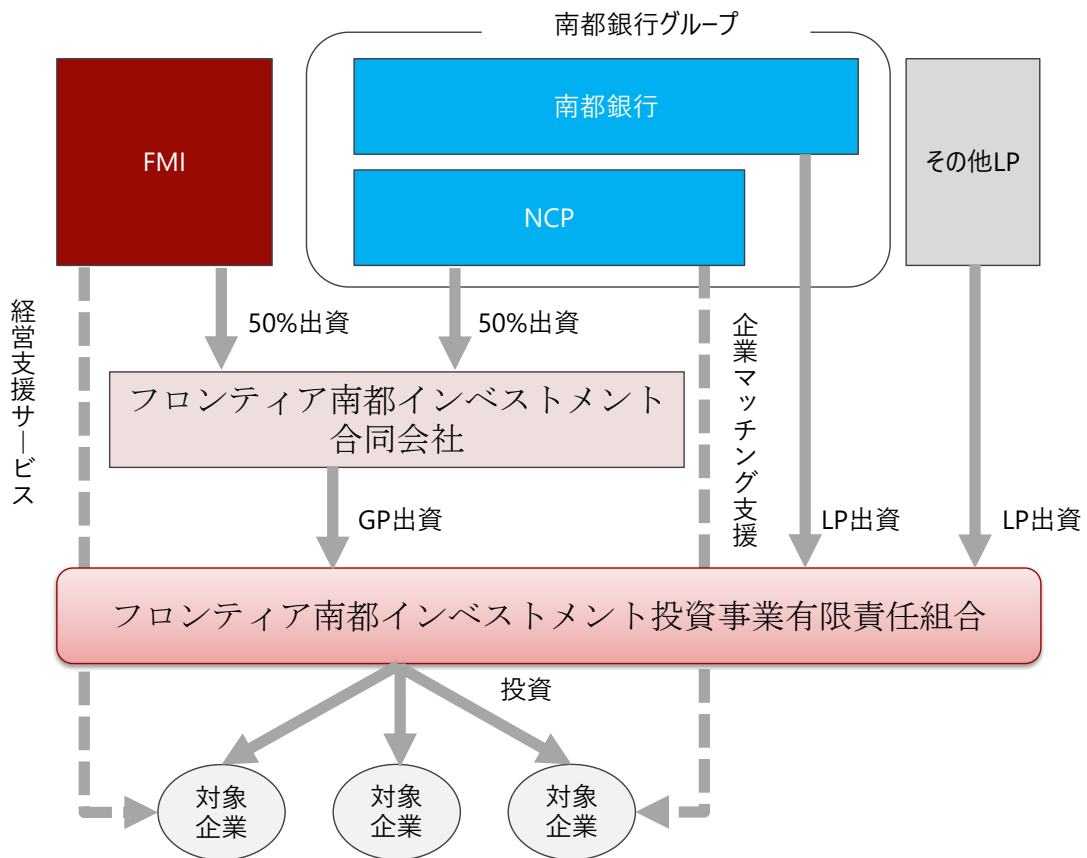 南都銀行グループ
FMI
南都銀行
NCP
その他LP
経営支援サービス
50%出資
50%出資
企業マッチング支援
フロンティア南都インベストメント
合同会社
GP出資
LP出資
LP出資
フロンティア南都インベストメント投資事業有限責任組合
投資
対象
企業
対象
企業
対象
企業